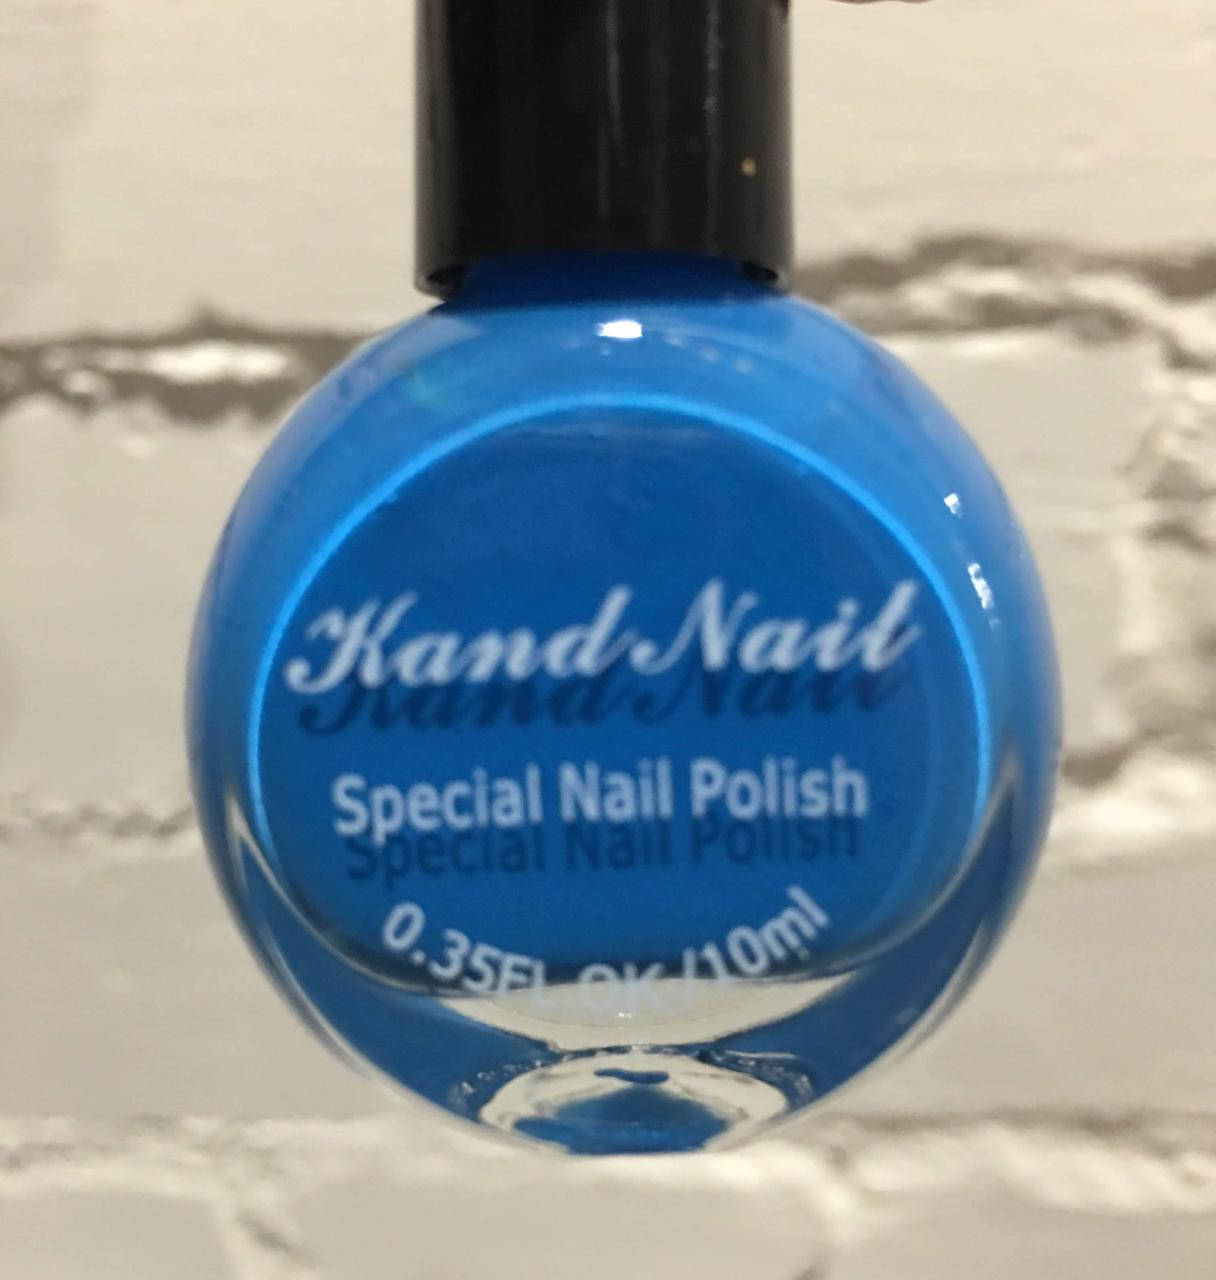 Kand Nail
Special Nail Polish
0.35FL OK/10ml